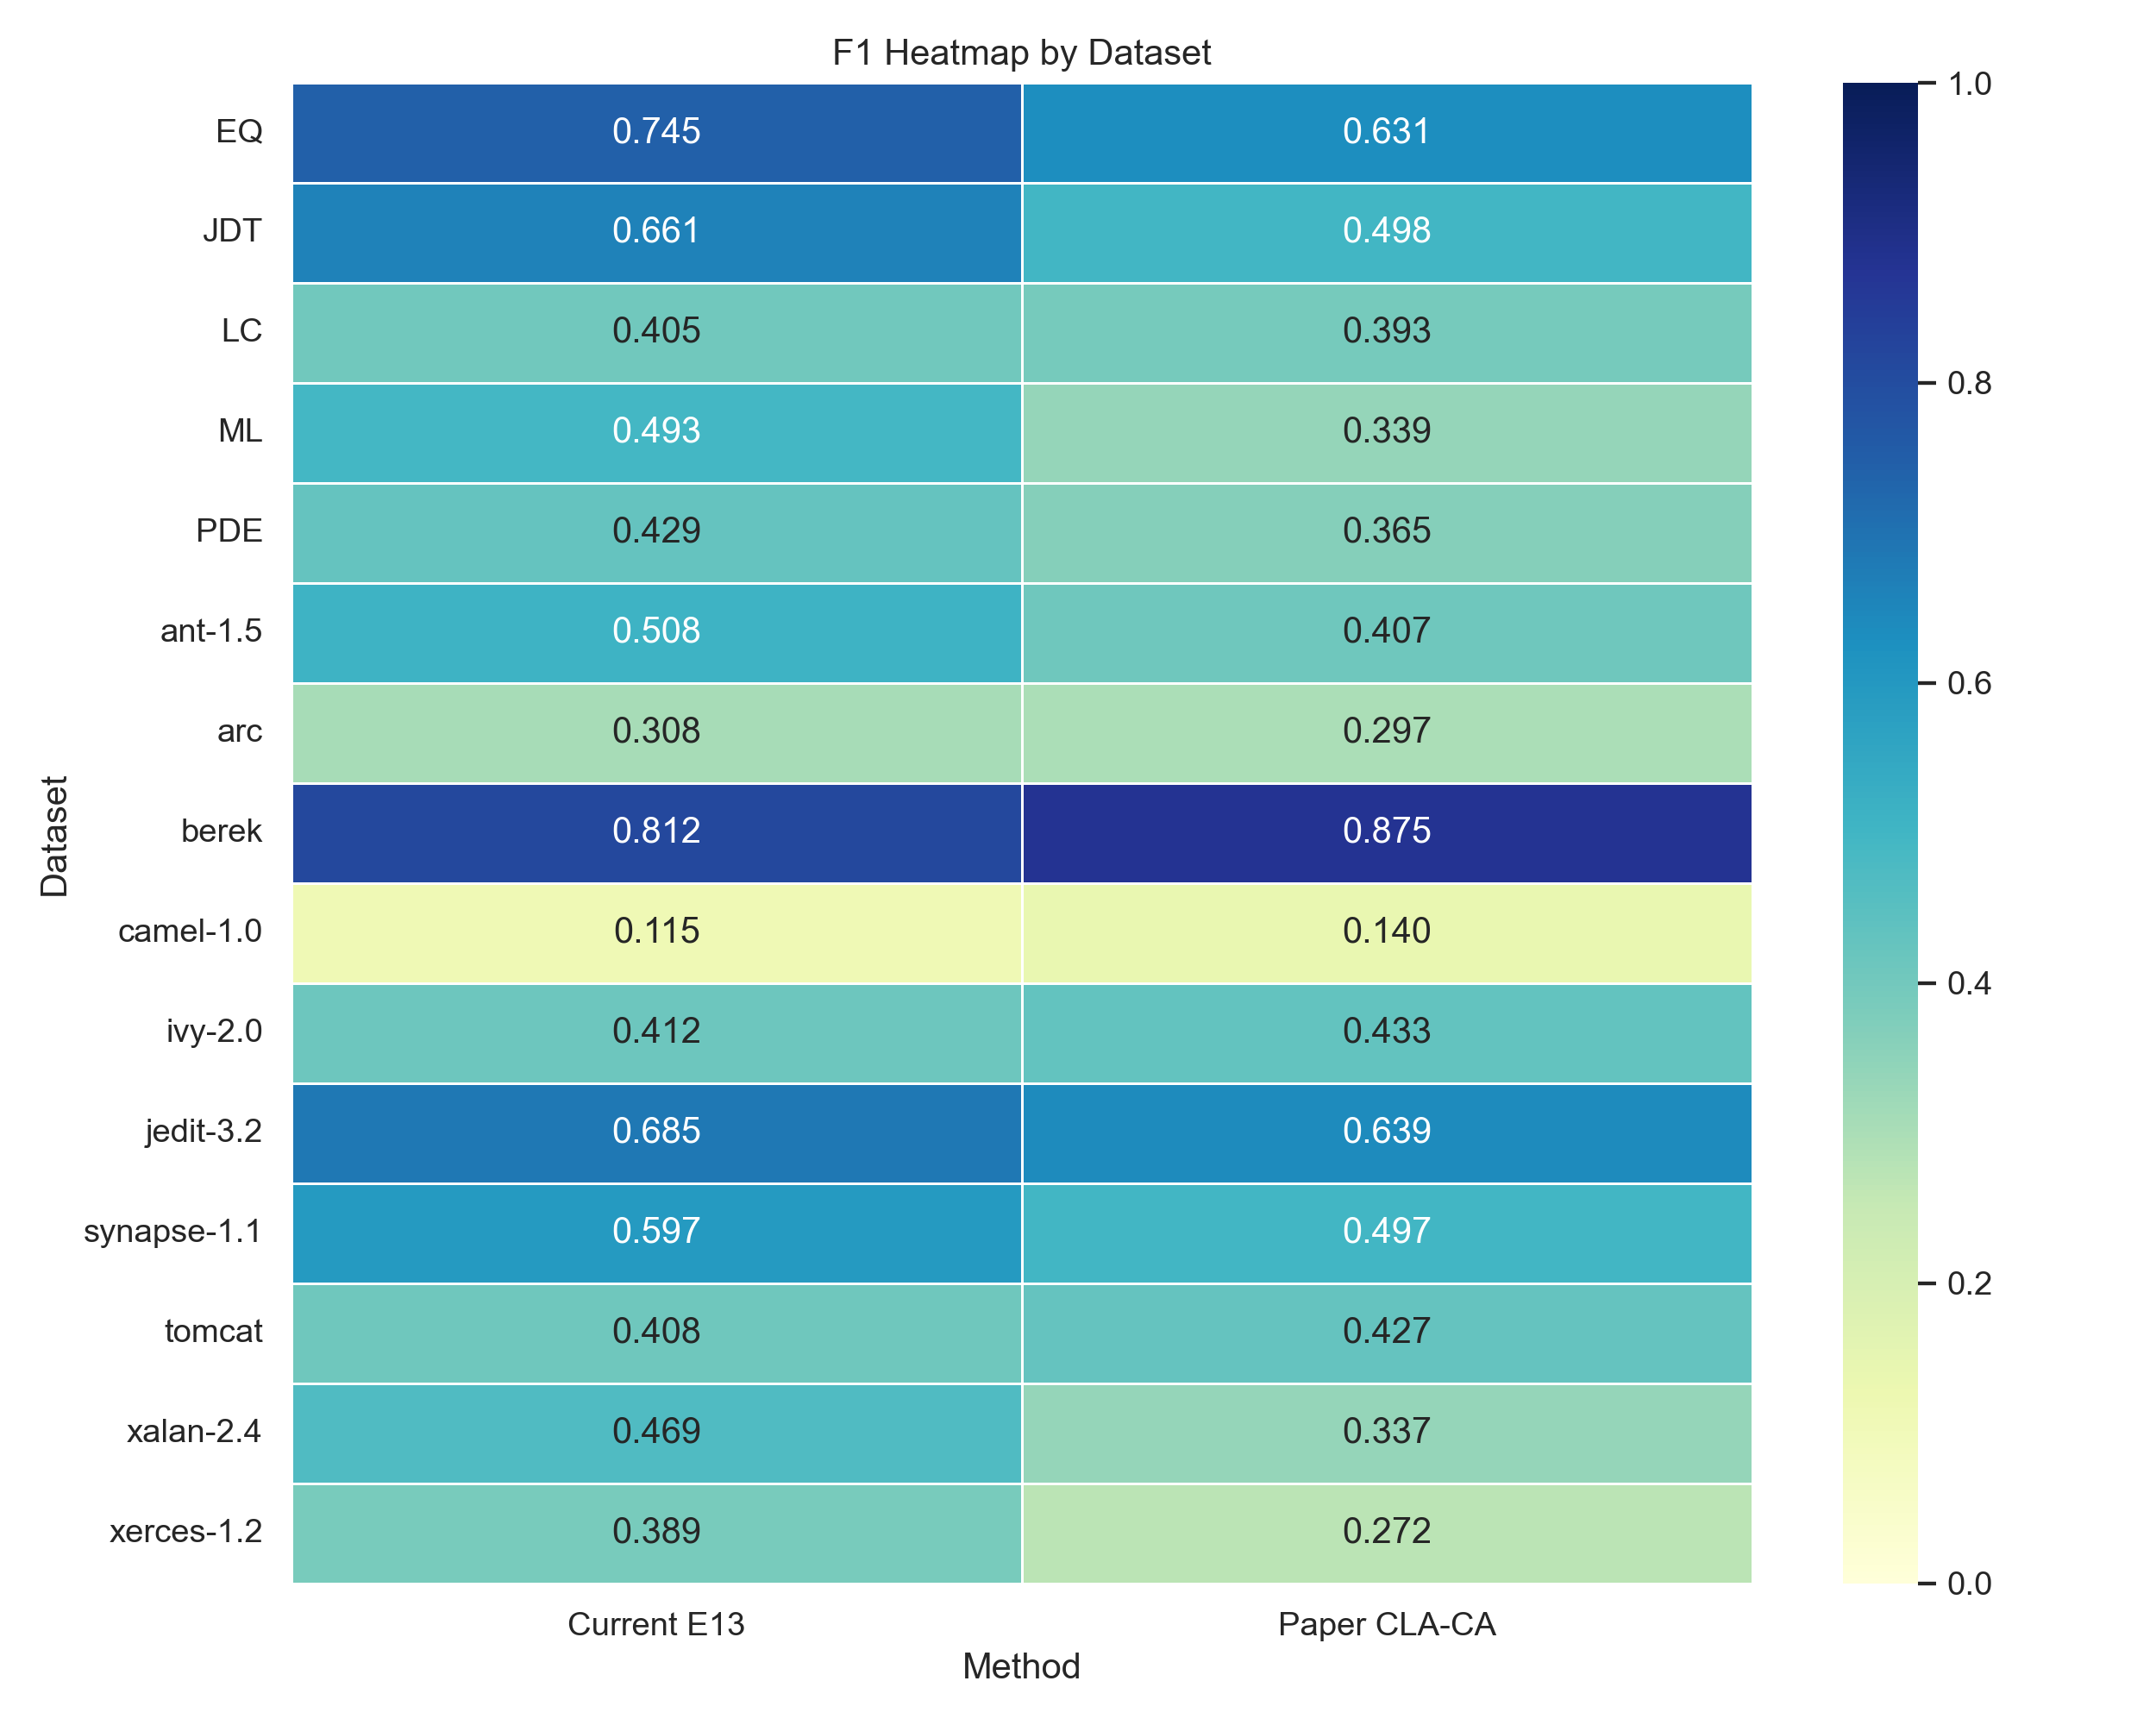 F1 Heatmap by Dataset
EQ 0.745 0.631
JDT 0.661 0.498
LC 0.405 0.393
ML 0.493 0.339
PDE 0.429 0.365
ant-1.5 0.508 0.407
arc 0.308 0.297
berek 0.812 0.875
camel-1.0 0.115 0.140
ivy-2.0 0.412 0.433
jedit-3.2 0.685 0.639
synapse-1.1 0.597 0.497
tomcat 0.408 0.427
xalan-2.4 0.469 0.337
xerces-1.2 0.389 0.272
Dataset
Current E13 Paper CLA-CA
Method
1.0
0.8
0.6
0.4
0.2
0.0